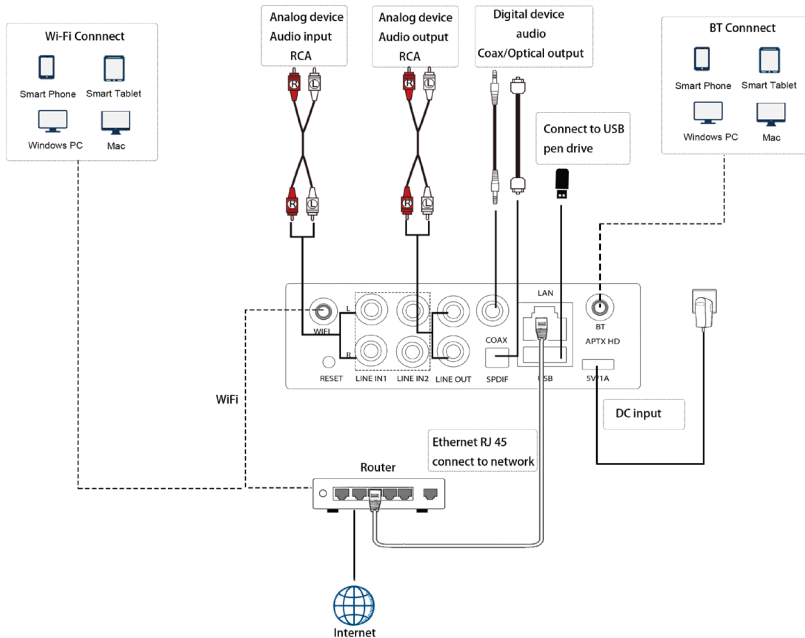 Wi-Fi Connnect
Smart Phone
Smart Tablet
Windows PC
Mac
Analog device
Audio input
RCA
R
L
R
L
Analog device
Audio output
RCA
R
L
R
L
Digital device
audio
Coax/Optical output
Connect to USB
pen drive
BT Connnect
Smart Phone
Smart Tablet
Windows PC
Mac
WIFI
L
R
RESET
LINE IN1
LINE IN2
LINE OUT
COAX
SPDIF
LAN
USB
BT
APTX HD
5V/1A
WiFi
DC input
Ethernet RJ 45
connect to network
Router
Internet